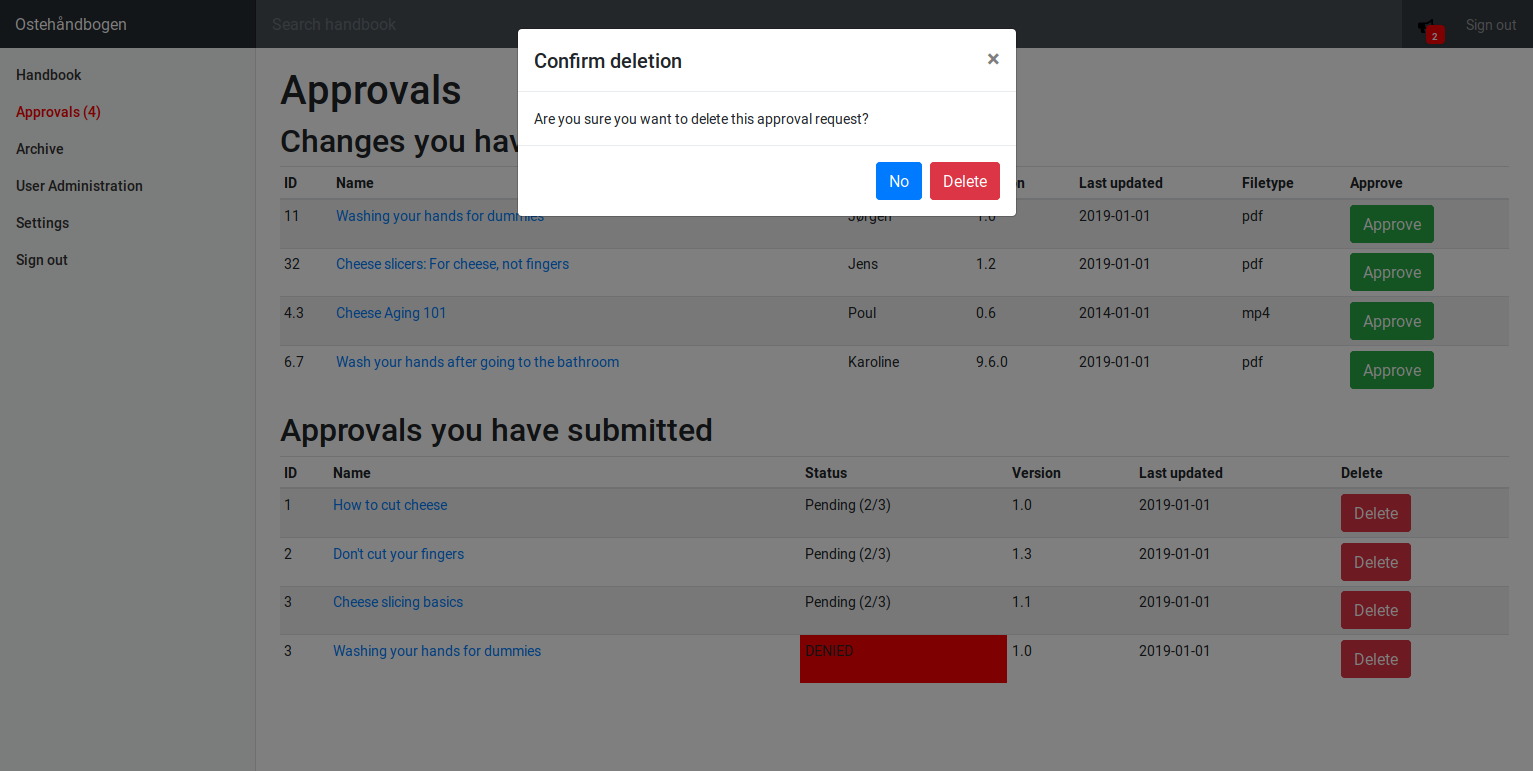 Ostehåndbogen
Search handbook
2
Sign out
Handbook
Approvals (4)
Archive
User Administration
Settings
Sign out
Confirm deletion
×
Are you sure you want to delete this approval request?
No Delete
Approvals
Changes you hav
ID Name on Last updated Filetype Approve
11 Washing your hands for dummies Jørgen 1.0 2019-01-01 pdf Approve
32 Cheese slicers: For cheese, not fingers Jens 1.2 2019-01-01 pdf Approve
4.3 Cheese Aging 101 Poul 0.6 2014-01-01 mp4 Approve
6.7 Wash your hands after going to the bathroom Karoline 9.6.0 2019-01-01 pdf Approve
Approvals you have submitted
ID Name Status Version Last updated Delete
1 How to cut cheese Pending (2/3) 1.0 2019-01-01 Delete
2 Don't cut your fingers Pending (2/3) 1.3 2019-01-01 Delete
3 Cheese slicing basics Pending (2/3) 1.1 2019-01-01 Delete
3 Washing your hands for dummies DENIED 1.0 2019-01-01 Delete